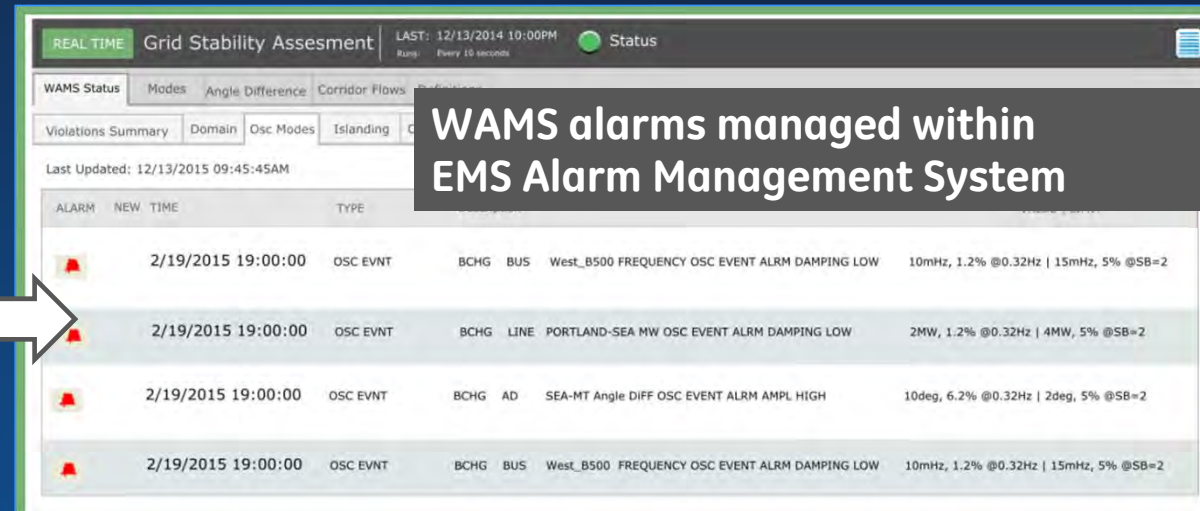 REAL TIME Grid Stability Assesment LAST: 12/13/2014 10:00PM Status
Runs: Every 10 seconds
WAMS Status Modes Angle Difference Corridor Flows
Violations Summary Domain Osc Modes Islanding
WAMS alarms managed within
EMS Alarm Management System
Last Updated: 12/13/2015 09:45:45AM
ALARM NEW TIME TYPE
2/19/2015 19:00:00 OSC EVNT BCHG BUS West_B500 FREQUENCY OSC EVENT ALRM DAMPING LOW 10mHz, 1.2% @0.32Hz | 15mHz, 5% @SB=2
2/19/2015 19:00:00 OSC EVNT BCHG LINE PORTLAND-SEA MW OSC EVENT ALRM DAMPING LOW 2MW, 1.2% @0.32Hz | 4MW, 5% @SB=2
2/19/2015 19:00:00 OSC EVNT BCHG AD SEA-MT Angle DiFF OSC EVENT ALRM AMPL HIGH 10deg, 6.2% @0.32Hz | 2deg, 5% @SB=2
2/19/2015 19:00:00 OSC EVNT BCHG BUS West_B500 FREQUENCY OSC EVENT ALRM DAMPING LOW 10mHz, 1.2% @0.32Hz | 15mHz, 5% @SB=2